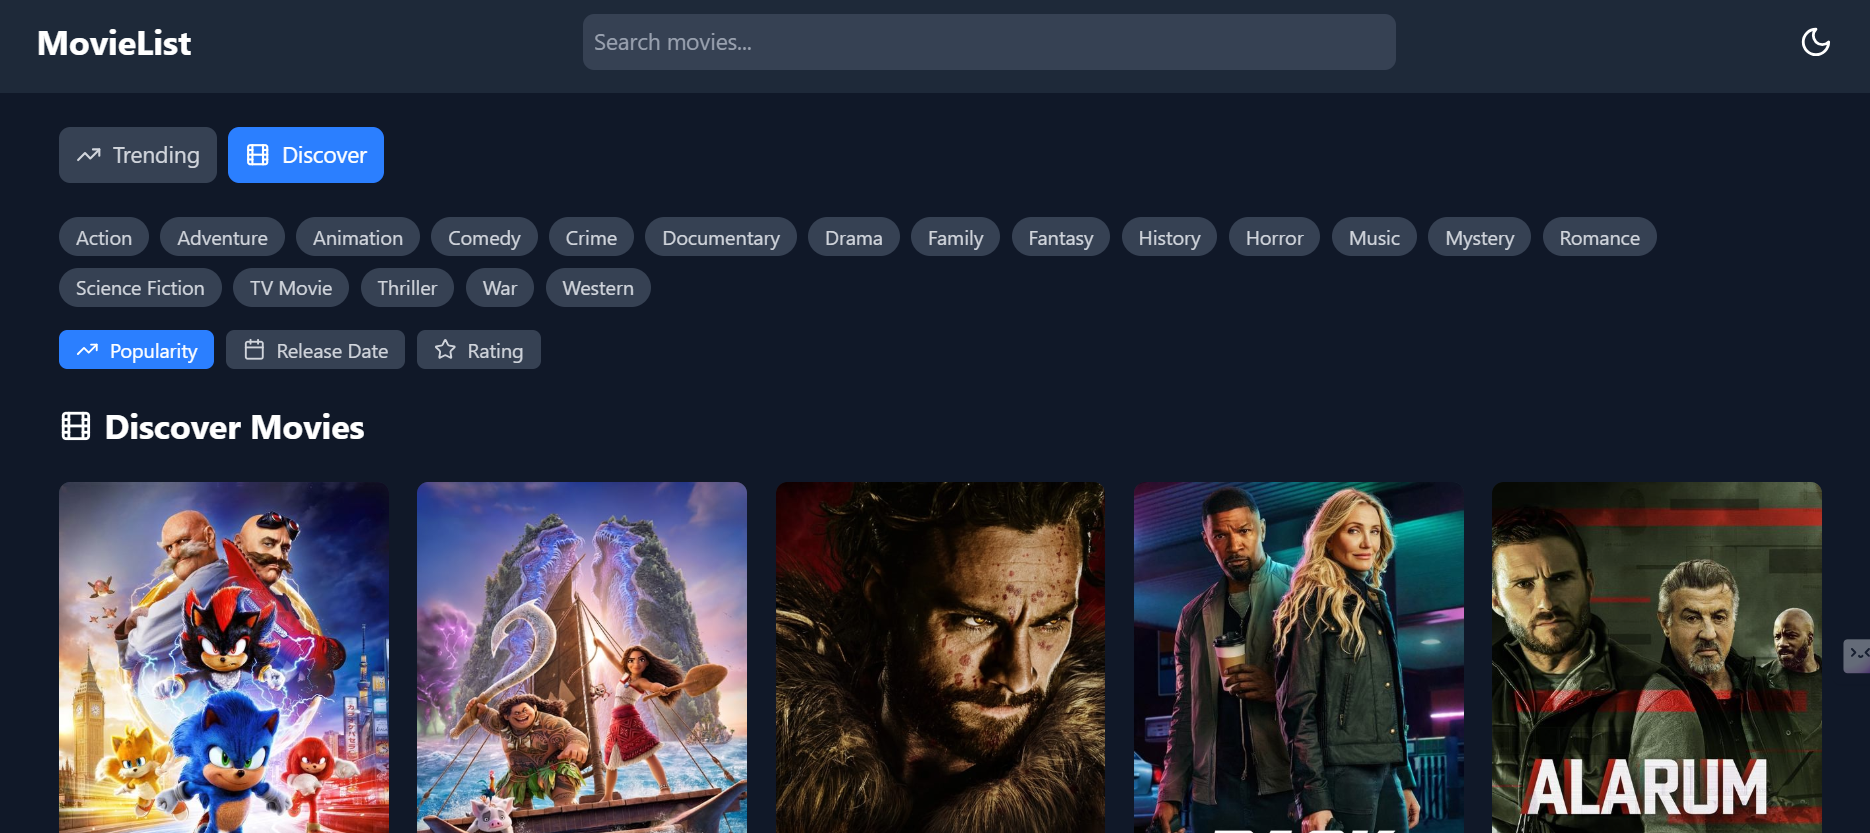 MovieList
Search movies...
Trending
Discover
Action Adventure Animation Comedy Crime Documentary Drama Family Fantasy History Horror Music Mystery Romance
Science Fiction TV Movie Thriller War Western
Popularity Release Date Rating
Discover Movies
ALARUM